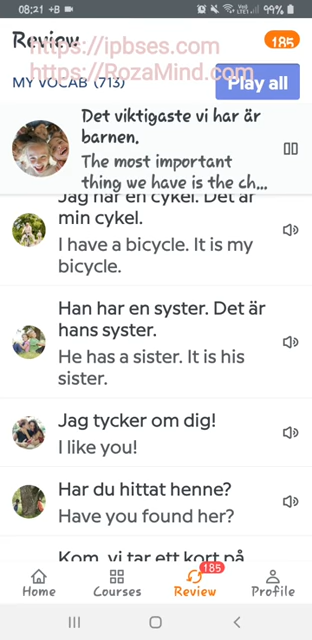 08:21 +B
99%
Review
185
https://ipbses.com
https://RozaMind.com
MY VOCAB (713)
Play all
Det viktigaste vi har är
barnen.
The most important
thing we have is the ch...
Jag har en cykel. Det är
min cykel.
I have a bicycle. It is my
bicycle.
Han har en syster. Det är
hans syster.
He has a sister. It is his
sister.
Jag tycker om dig!
I like you!
Har du hittat henne?
Have you found her?
Kom, vi tar ett kort på
185
Home
Courses
Review
Profile